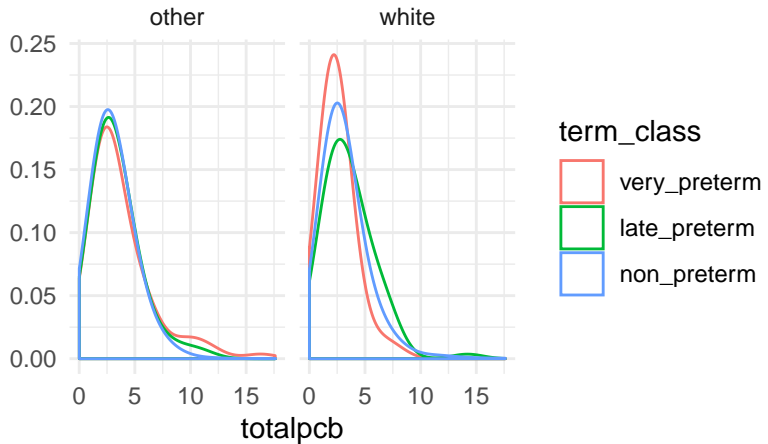 other white
0.25
0.20
0.15
0.10
0.05
0.00
0 5 10 15 0 5 10 15
totalpcb
term_class
very_preterm
late_preterm
non_preterm